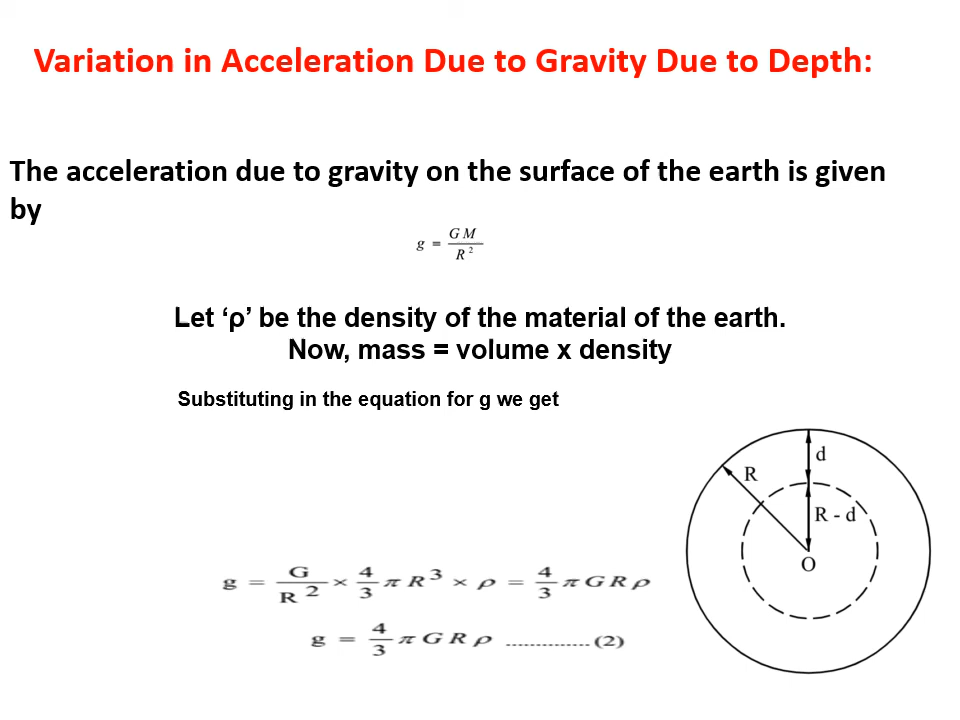 Variation in Acceleration Due to Gravity Due to Depth:
The acceleration due to gravity on the surface of the earth is given
by
g = GM / R²
Let ‘ρ’ be the density of the material of the earth.
Now, mass = volume x density
Substituting in the equation for g we get
d
R
R - d
O
g = G / R² × 4/3 π R³ × ρ = 4/3 π G R ρ
g = 4/3 π G R ρ ..............(2)